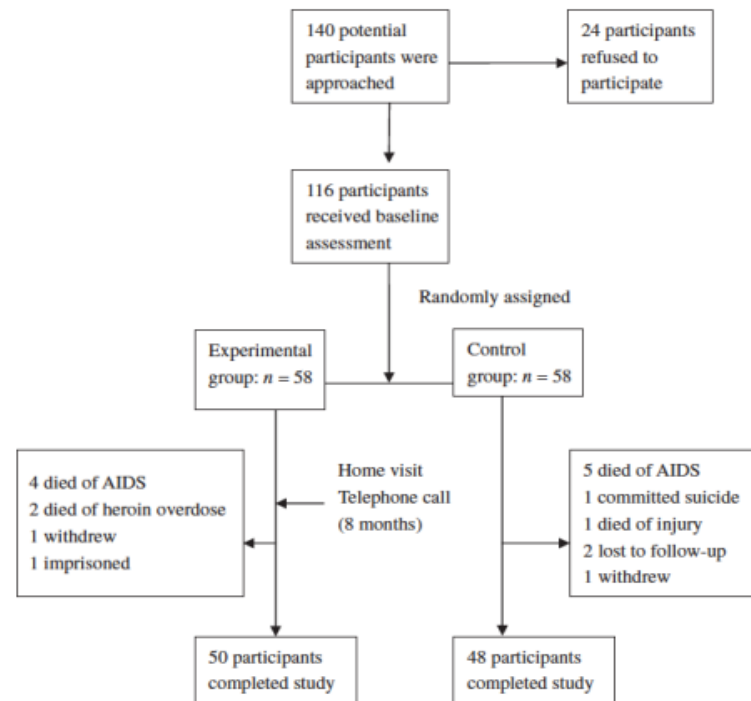 140 potential
participants were
approached
24 participants
refused to
participate
116 participants
received baseline
assessment
Randomly assigned
Experimental
group: n = 58
Control
group: n = 58
4 died of AIDS
2 died of heroin overdose
1 withdrew
1 imprisoned
Home visit
Telephone call
(8 months)
5 died of AIDS
1 committed suicide
1 died of injury
2 lost to follow-up
1 withdrew
50 participants
completed study
48 participants
completed study